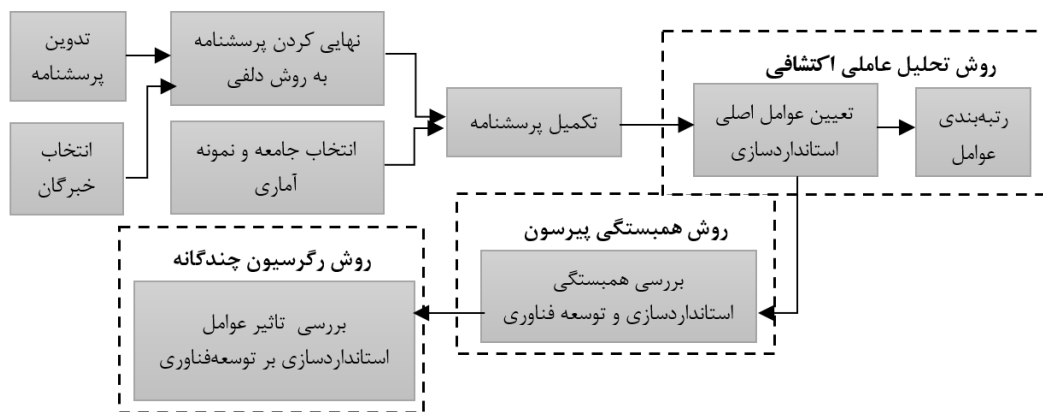 تدوین
پرسشنامه
نهایی کردن پرسشنامه
به روش دلفی
انتخاب
خبرگان
انتخاب جامعه و نمونه
آماری
تکمیل پرسشنامه
روش تحلیل عاملی اکتشافی
تعیین عوامل اصلی
استانداردسازی
رتبه‌بندی
عوامل
روش همبستگی پیرسون
بررسی همبستگی
استانداردسازی و توسعه فناوری
روش رگرسیون چندگانه
بررسی تاثیر عوامل
استانداردسازی بر توسعه‌فناوری